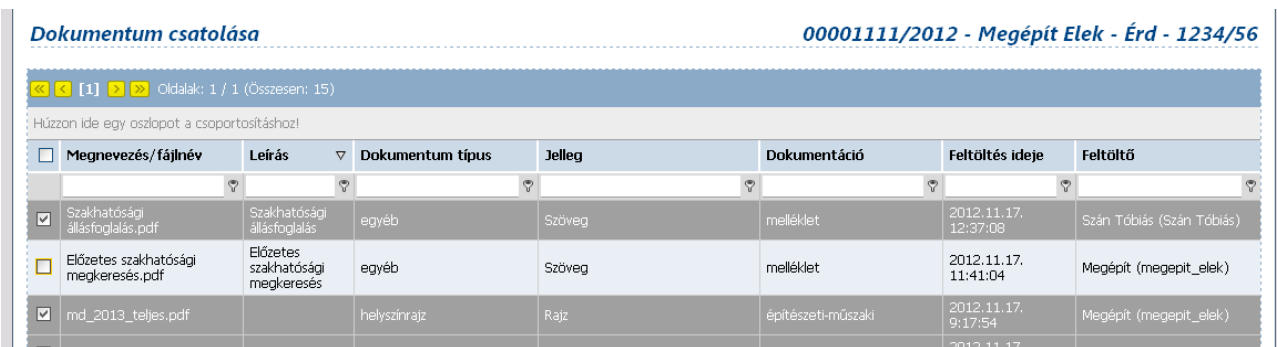 Dokumentum csatolása
00001111/2012 - Megépít Elek - Érd - 1234/56
[1] Oldalak: 1 / 1 (Összesen: 15)
Húzzon ide egy oszlopot a csoportosításhoz!
Megnevezés/fájlnév Leírás Dokumentum típus Jelleg Dokumentáció Feltöltés ideje Feltöltő
Szakhatósági állásfoglalás.pdf Szakhatósági állásfoglalás egyéb Szöveg melléklet 2012.11.17. 12:37:08 Szán Tóbiás (Szán Tóbiás)
Előzetes szakhatósági megkeresés.pdf Előzetes szakhatósági megkeresés egyéb Szöveg melléklet 2012.11.17. 11:41:04 Megépít (megepit_elek)
md_2013_teljes.pdf helyszínrajz Rajz építészeti-műszaki 2012.11.17. 9:17:54 Megépít (megepit_elek)
2012.11.17.